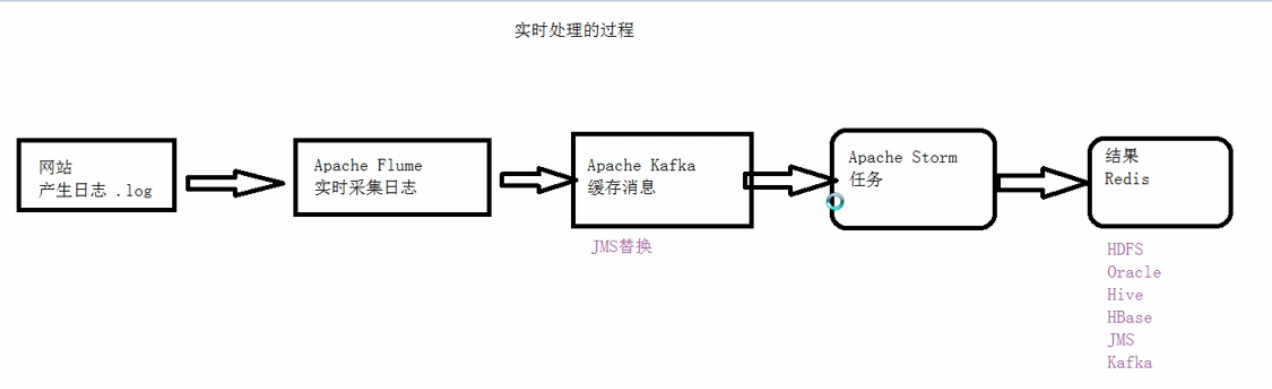 实时处理的过程
网站
产生日志 .log
Apache Flume
实时采集日志
Apache Kafka
缓存消息
JMS替换
Apache Storm
任务
结果
Redis
HDFS
Oracle
Hive
HBase
JMS
Kafka